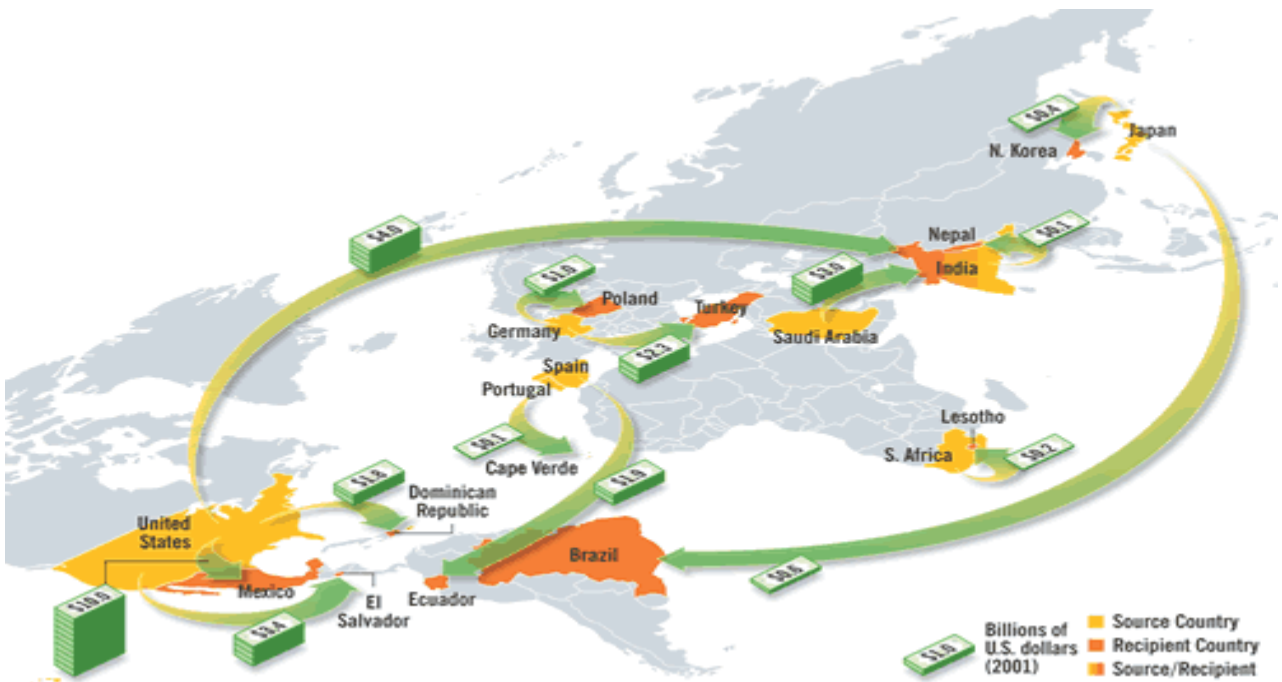 $0.4
Japan
N. Korea
$4.0
Nepal
$0.1
India
$1.0
$3.0
Poland
Turkey
Germany
Saudi Arabia
$2.3
Spain
Portugal
Lesotho
$0.1
S. Africa
$0.2
Cape Verde
$1.8
$1.9
Dominican
Republic
United
States
Brazil
$0.6
Mexico
El
Salvador
Ecuador
$10.0
$3.4
$1.0
Billions of
U.S. dollars
(2001)
Source Country
Recipient Country
Source/Recipient